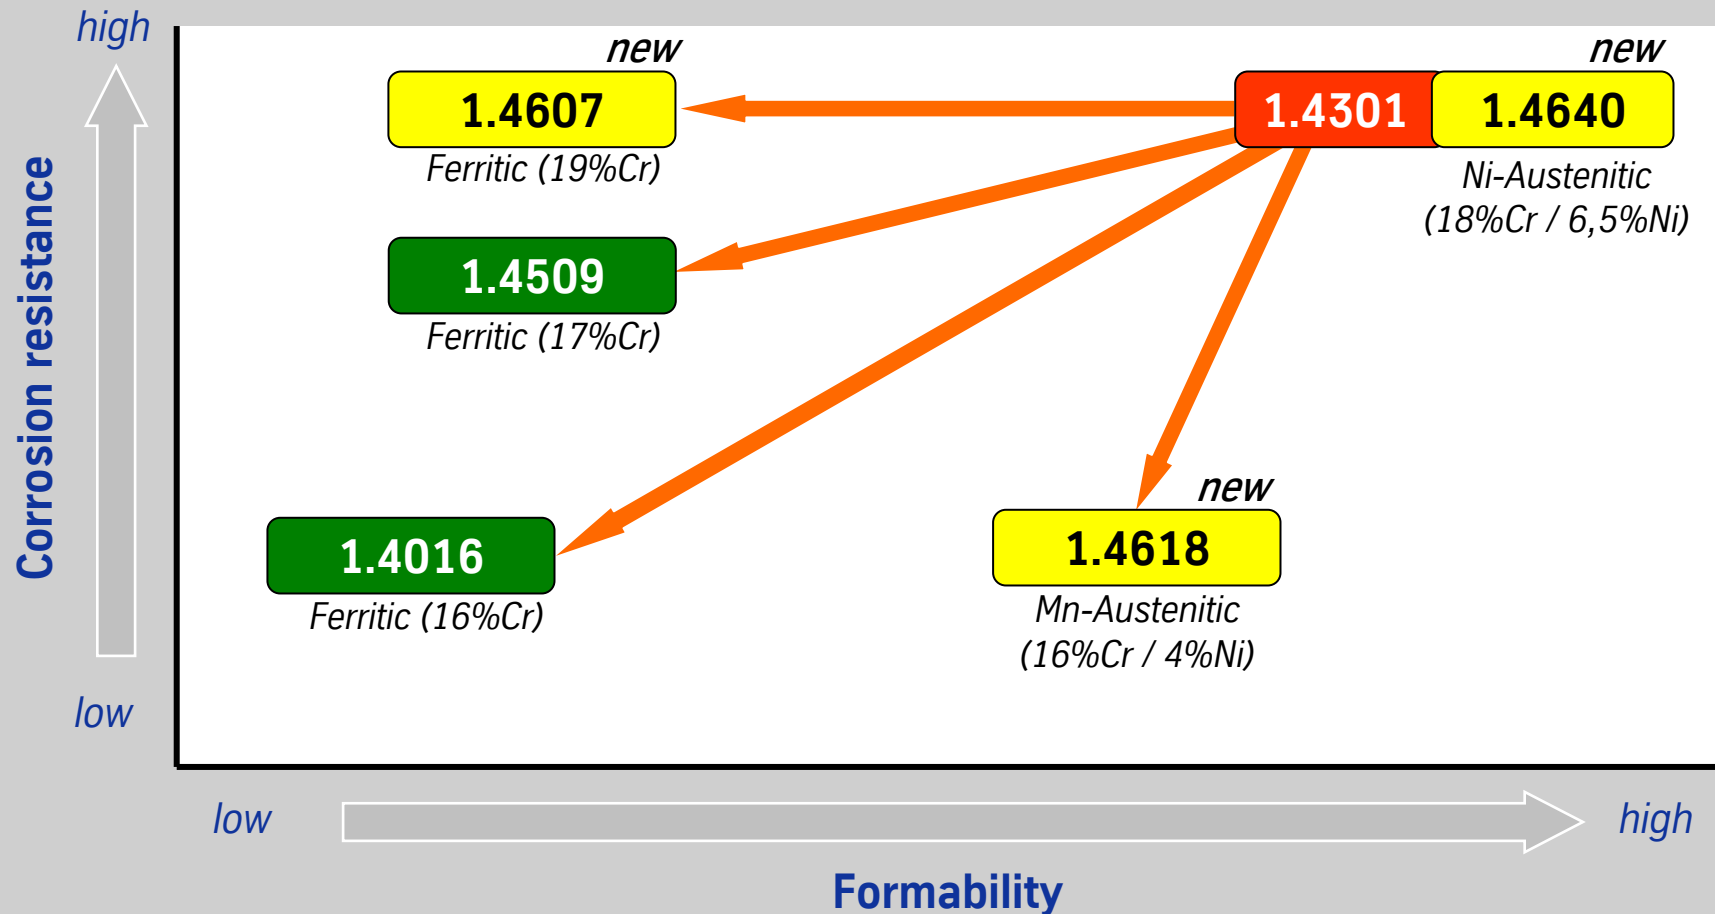 high
new
new
1.4607
1.4301
1.4640
Ferritic (19%Cr)
Ni-Austenitic
(18%Cr / 6,5%Ni)
1.4509
Ferritic (17%Cr)
Corrosion resistance
new
1.4016
1.4618
Ferritic (16%Cr)
Mn-Austenitic
(16%Cr / 4%Ni)
low
low
high
Formability